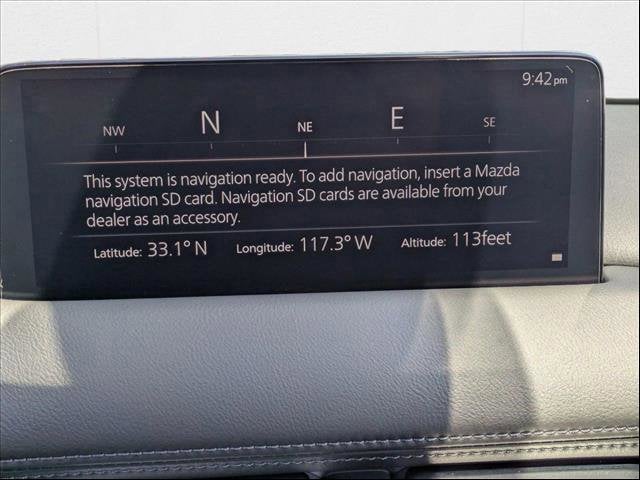 9:42pm
NW N NE E SE
This system is navigation ready. To add navigation, insert a Mazda
navigation SD card. Navigation SD cards are available from your
dealer as an accessory.
Latitude: 33.1° N Longitude: 117.3° W Altitude: 113feet